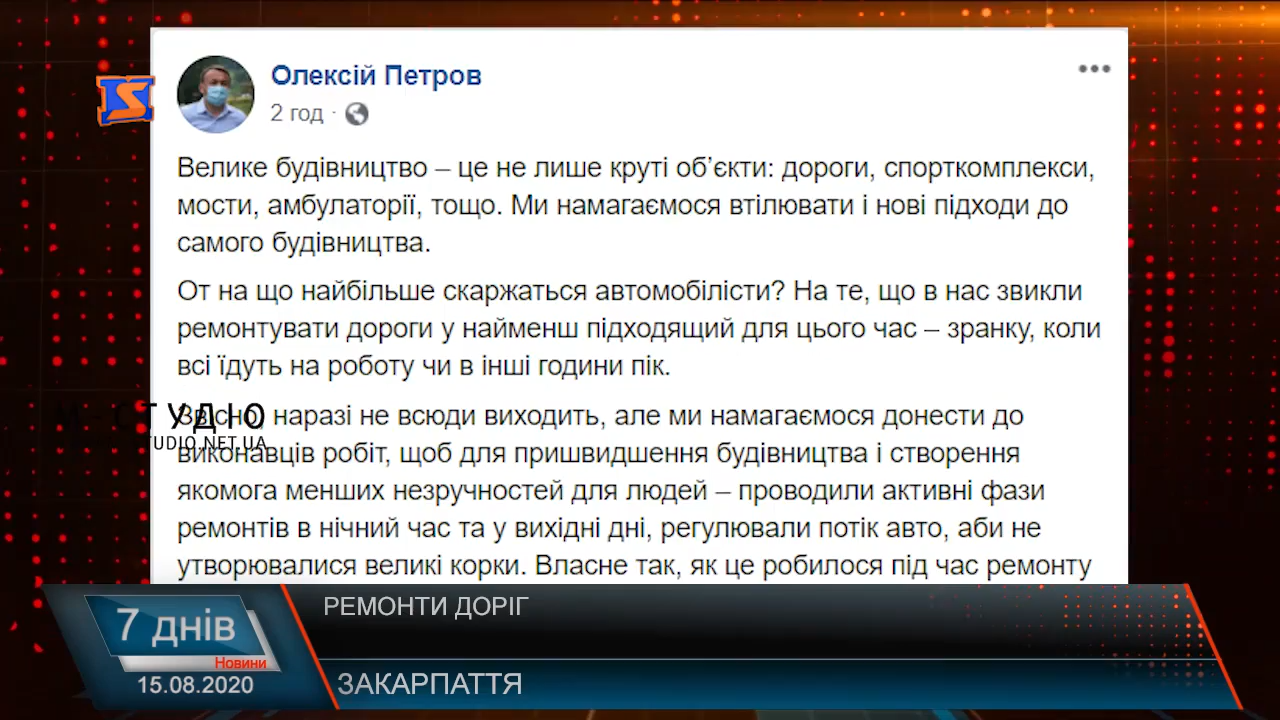 Олексій Петров
2 год ·
Велике будівництво – це не лише круті об’єкти: дороги, спорткомплекси,
мости, амбулаторії, тощо. Ми намагаємося втілювати і нові підходи до
самого будівництва.
От на що найбільше скаржаться автомобілісти? На те, що в нас звикли
ремонтувати дороги у найменш підходящий для цього час – зранку, коли
всі їдуть на роботу чи в інші години пік.
Звісно, наразі не всюди виходить, але ми намагаємося донести до
виконавців робіт, щоб для пришвидшення будівництва і створення
якомога менших незручностей для людей – проводили активні фази
ремонтів в нічний час та у вихідні дні, регулювали потік авто, аби не
утворювалися великі корки. Власне так, як це робилося під час ремонту
М-СТУДІО
STUDIO.NET.UA
РЕМОНТИ ДОРІГ
7 днів
Новини
15.08.2020
ЗАКАРПАТТЯ